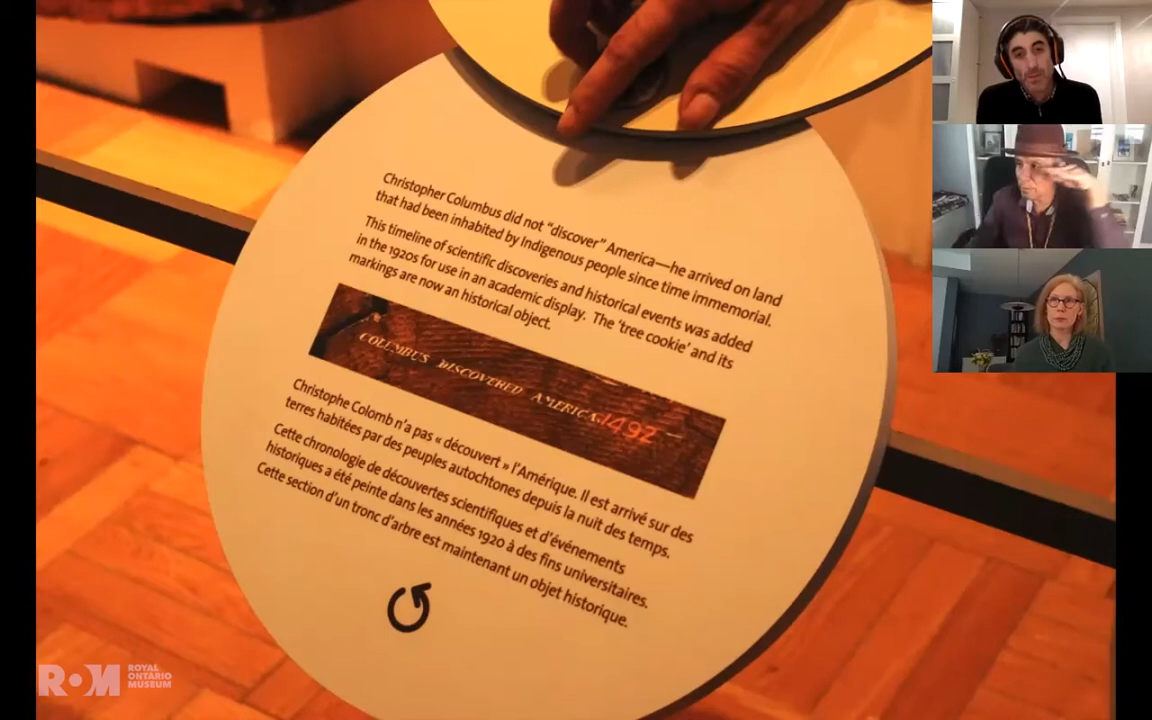 Christopher Columbus did not "discover" America—he arrived on land
that had been inhabited by Indigenous people since time immemorial.
This timeline of scientific discoveries and historical events was added
in the 1920s for use in an academic display. The 'tree cookie' and its
markings are now an historical object.
COLUMBUS DISCOVERED AMERICA. 1492
Christophe Colomb n'a pas « découvert » l'Amérique. Il est arrivé sur des
terres habitées par des peuples autochtones depuis la nuit des temps.
Cette chronologie de découvertes scientifiques et d'événements
historiques a été peinte dans les années 1920 à des fins universitaires.
Cette section d'un tronc d'arbre est maintenant un objet historique.
ROM
ROYAL
ONTARIO
MUSEUM